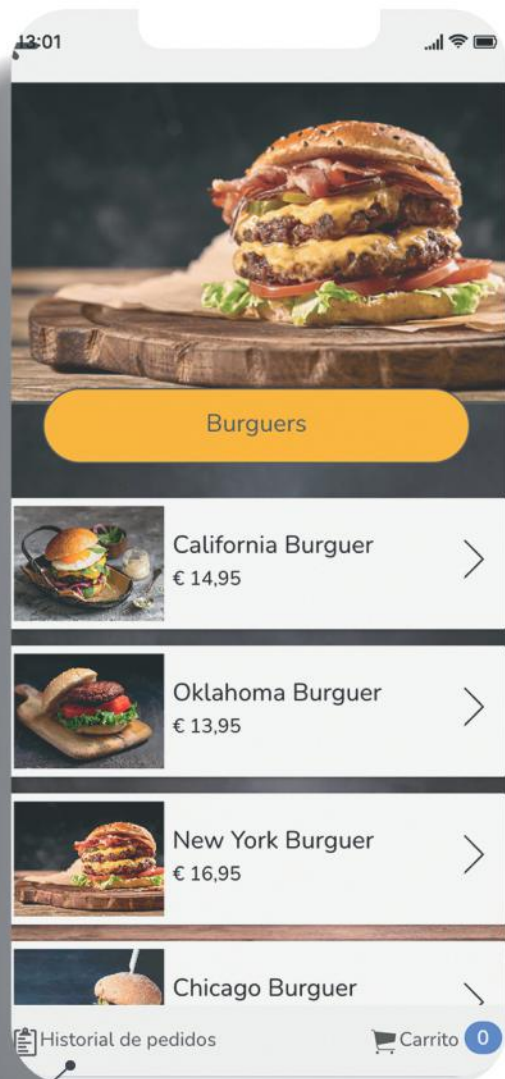 13:01
Burguers
California Burguer
€ 14,95
Oklahoma Burguer
€ 13,95
New York Burguer
€ 16,95
Chicago Burguer
Historial de pedidos
Carrito 0